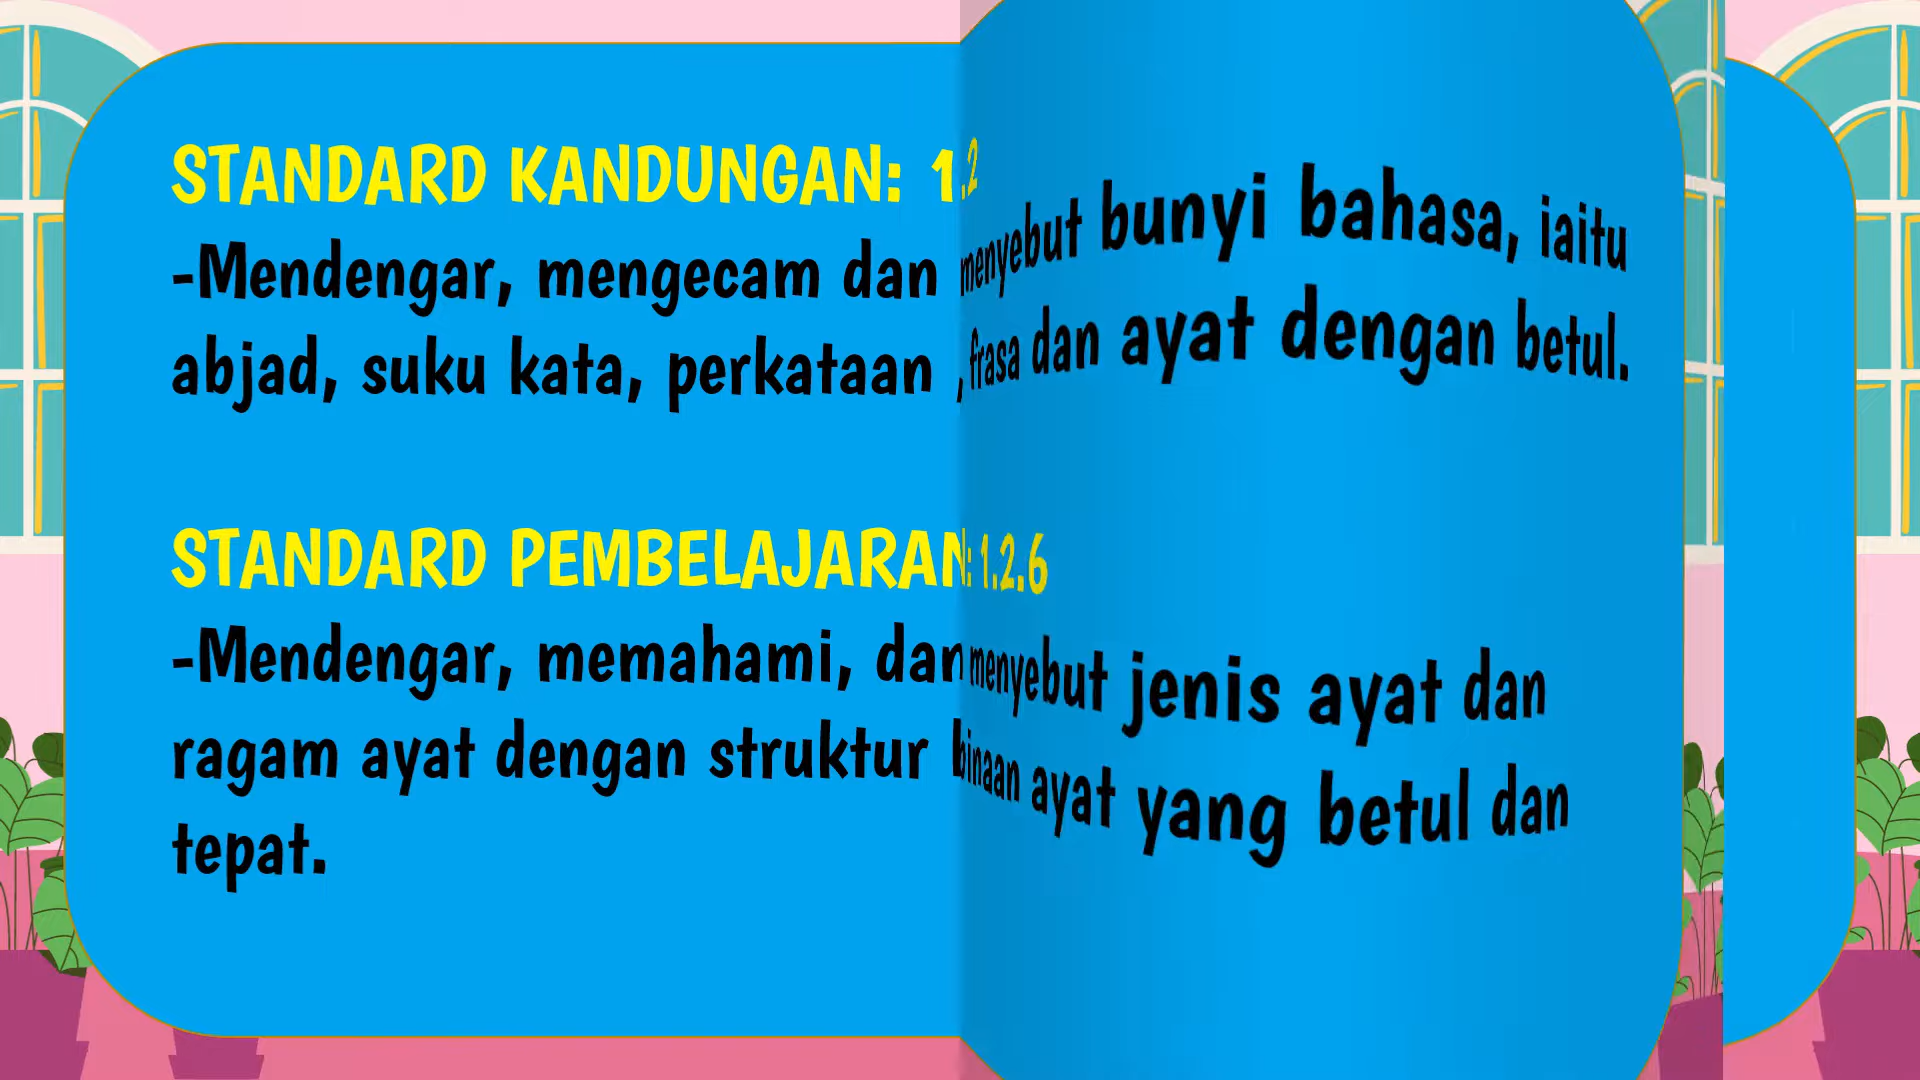 STANDARD KANDUNGAN: 1.2
-Mendengar, mengecam dan menyebut bunyi bahasa, iaitu
abjad, suku kata, perkataan , frasa dan ayat dengan betul.
STANDARD PEMBELAJARAN: 1.2.6
-Mendengar, memahami, dan menyebut jenis ayat dan
ragam ayat dengan struktur binaan ayat yang betul dan
tepat.